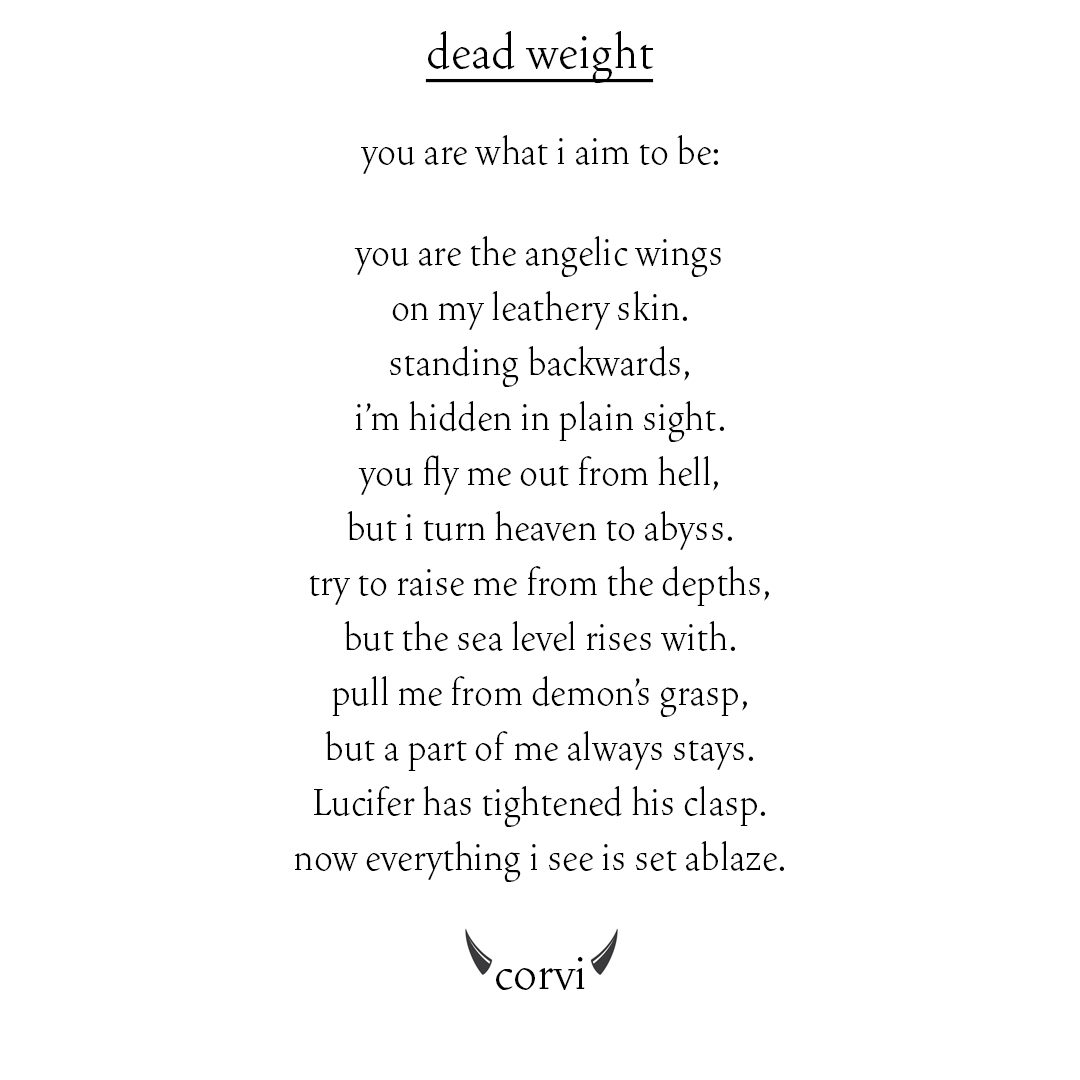 dead weight
you are what i aim to be:
you are the angelic wings
on my leathery skin.
standing backwards,
i’m hidden in plain sight.
you fly me out from hell,
but i turn heaven to abyss.
try to raise me from the depths,
but the sea level rises with.
pull me from demon’s grasp,
but a part of me always stays.
Lucifer has tightened his clasp.
now everything i see is set ablaze.
corvi